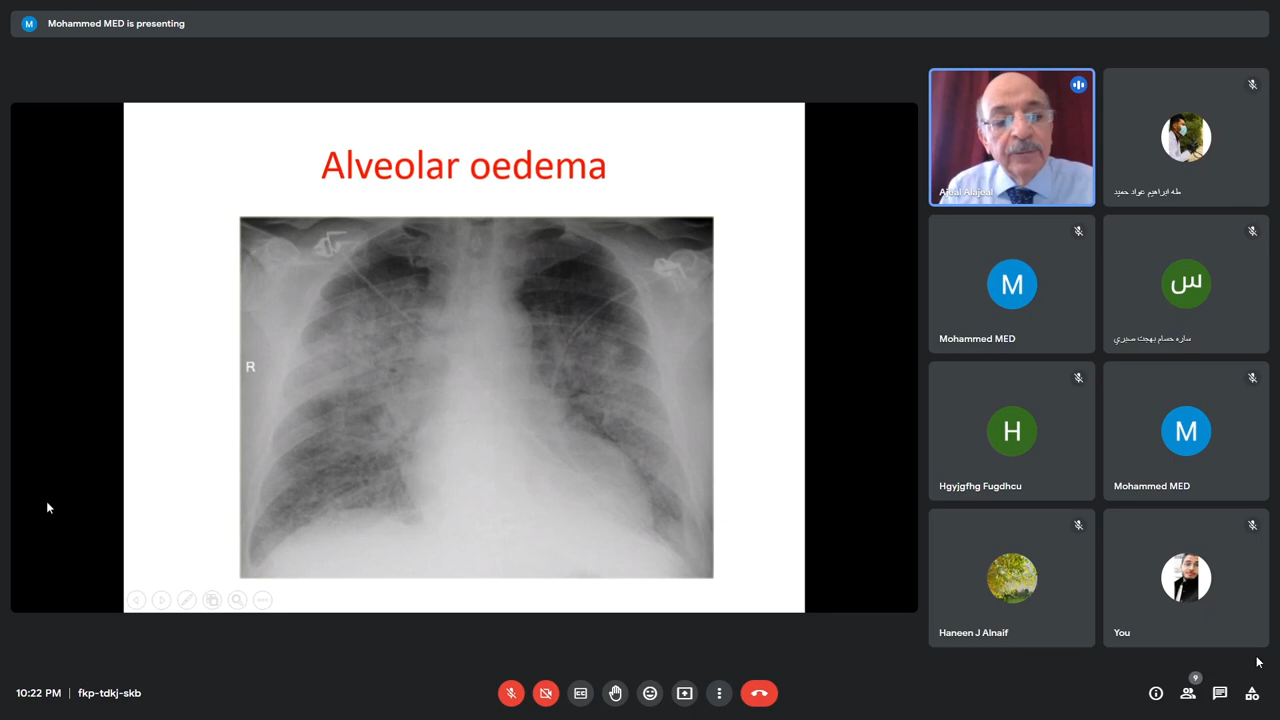 M Mohammed MED is presenting
Alveolar oedema
R
Ajeal Alajeal
طه ابراهيم عواد حميد
M
Mohammed MED
س
ساره حسام بهجت صبري
H
Hgyjgfhg Fugdhcu
M
Mohammed MED
Haneen J Alnaif
You
10:22 PM | fkp-tdkj-skb
9